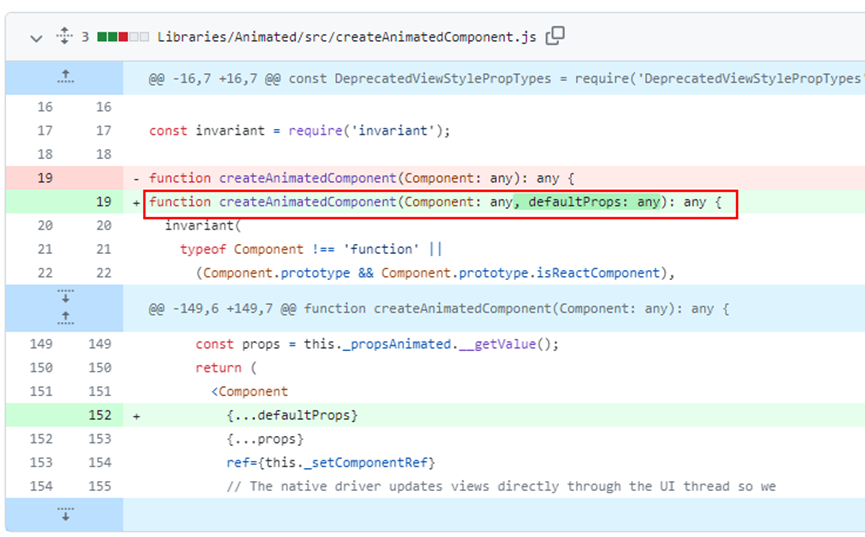 3 Libraries/Animated/src/createAnimatedComponent.js
@@ -16,7 +16,7 @@ const DeprecatedViewStylePropTypes = require('DeprecatedViewStylePropTypes'
16 16
17 17 const invariant = require('invariant');
18 18
19 - function createAnimatedComponent(Component: any): any {
19 + function createAnimatedComponent(Component: any, defaultProps: any): any {
20 20 invariant(
21 21 typeof Component !== 'function' ||
22 22 (Component.prototype && Component.prototype.isReactComponent),
@@ -149,6 +149,7 @@ function createAnimatedComponent(Component: any): any {
149 149 const props = this._propsAnimated.__getValue();
150 150 return (
151 151 <Component
152 + {...defaultProps}
152 153 {...props}
153 154 ref={this._setComponentRef}
154 155 // The native driver updates views directly through the UI thread so we